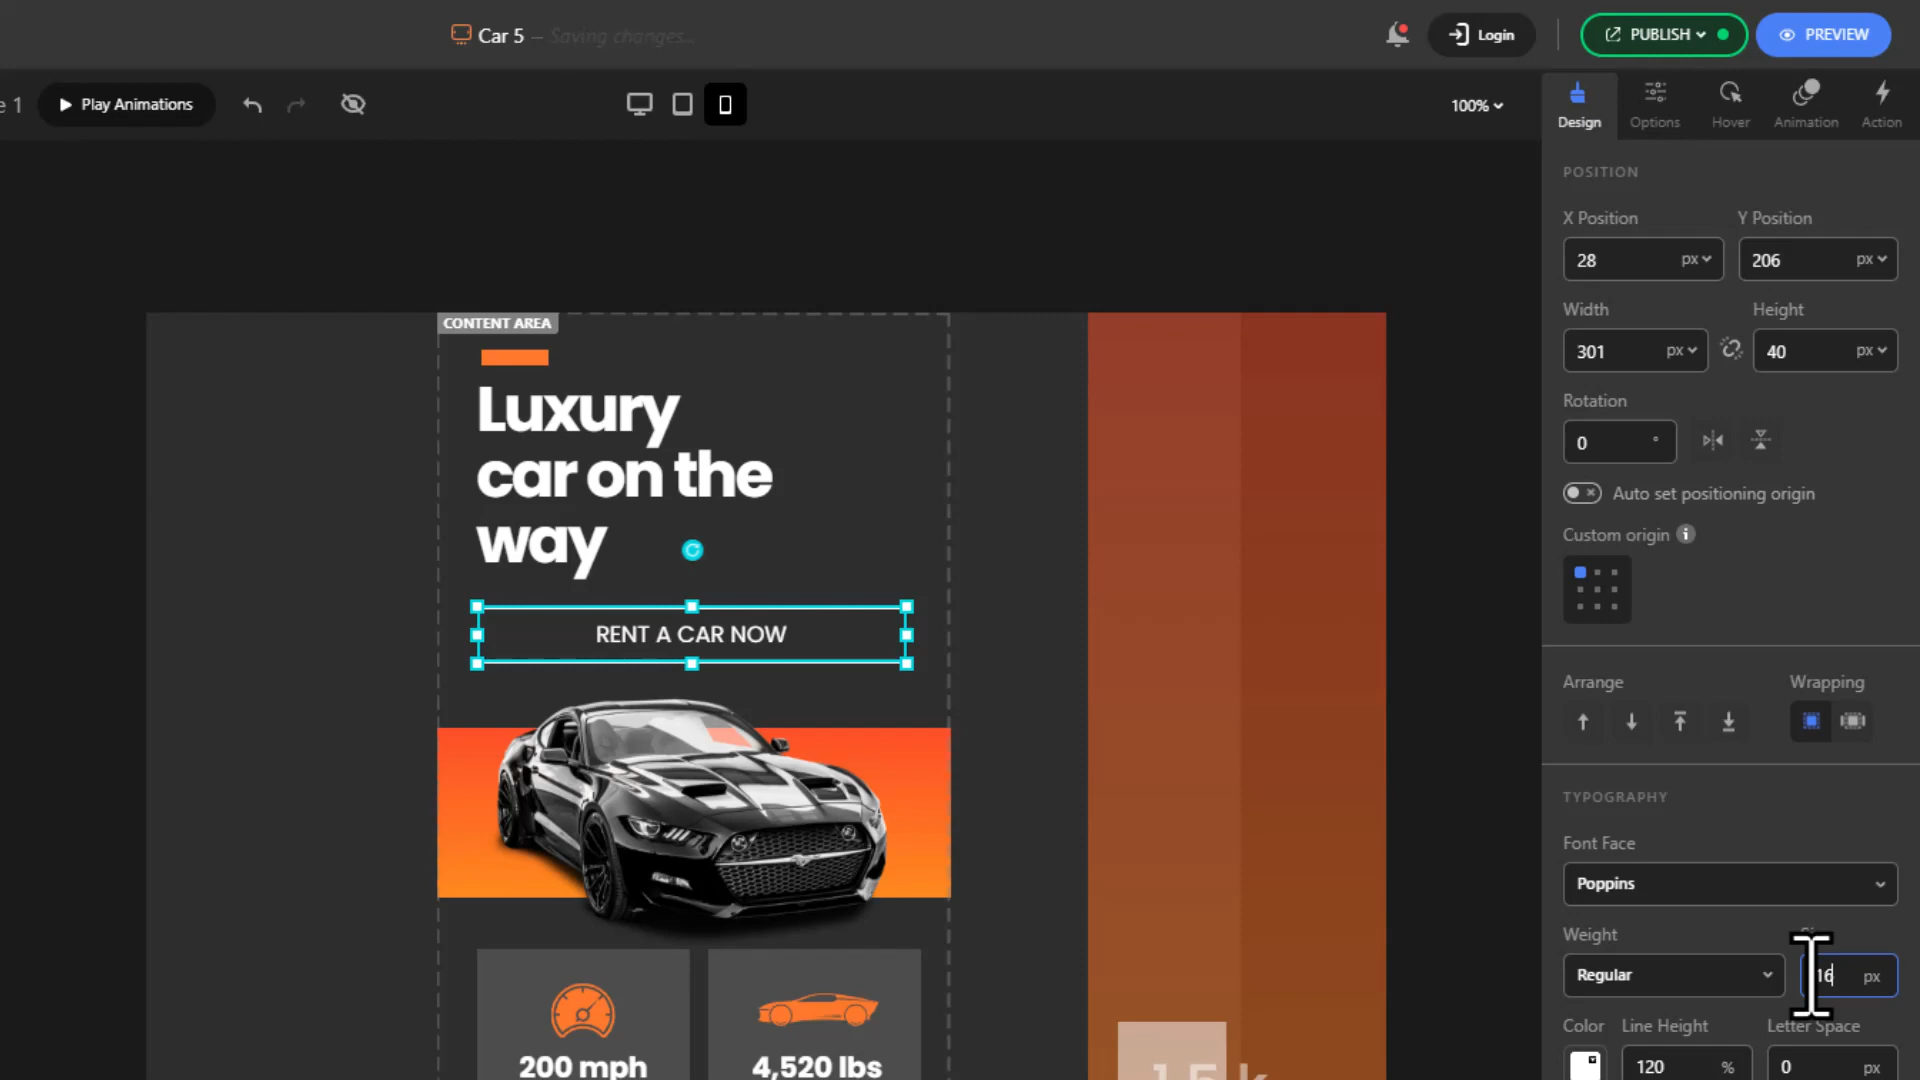 Car 5 – Saving changes...
Login
PUBLISH
PREVIEW
e 1
Play Animations
100%
Design
Options
Hover
Animation
Action
POSITION
X Position
Y Position
28 px
206 px
Width
Height
301 px
40 px
Rotation
0 °
Auto set positioning origin
Custom origin
Arrange
Wrapping
TYPOGRAPHY
Font Face
Poppins
Weight
Regular
16 px
Color
Line Height
Letter Space
120 %
0 px
CONTENT AREA
Luxury
car on the
way
RENT A CAR NOW
200 mph
4,520 lbs